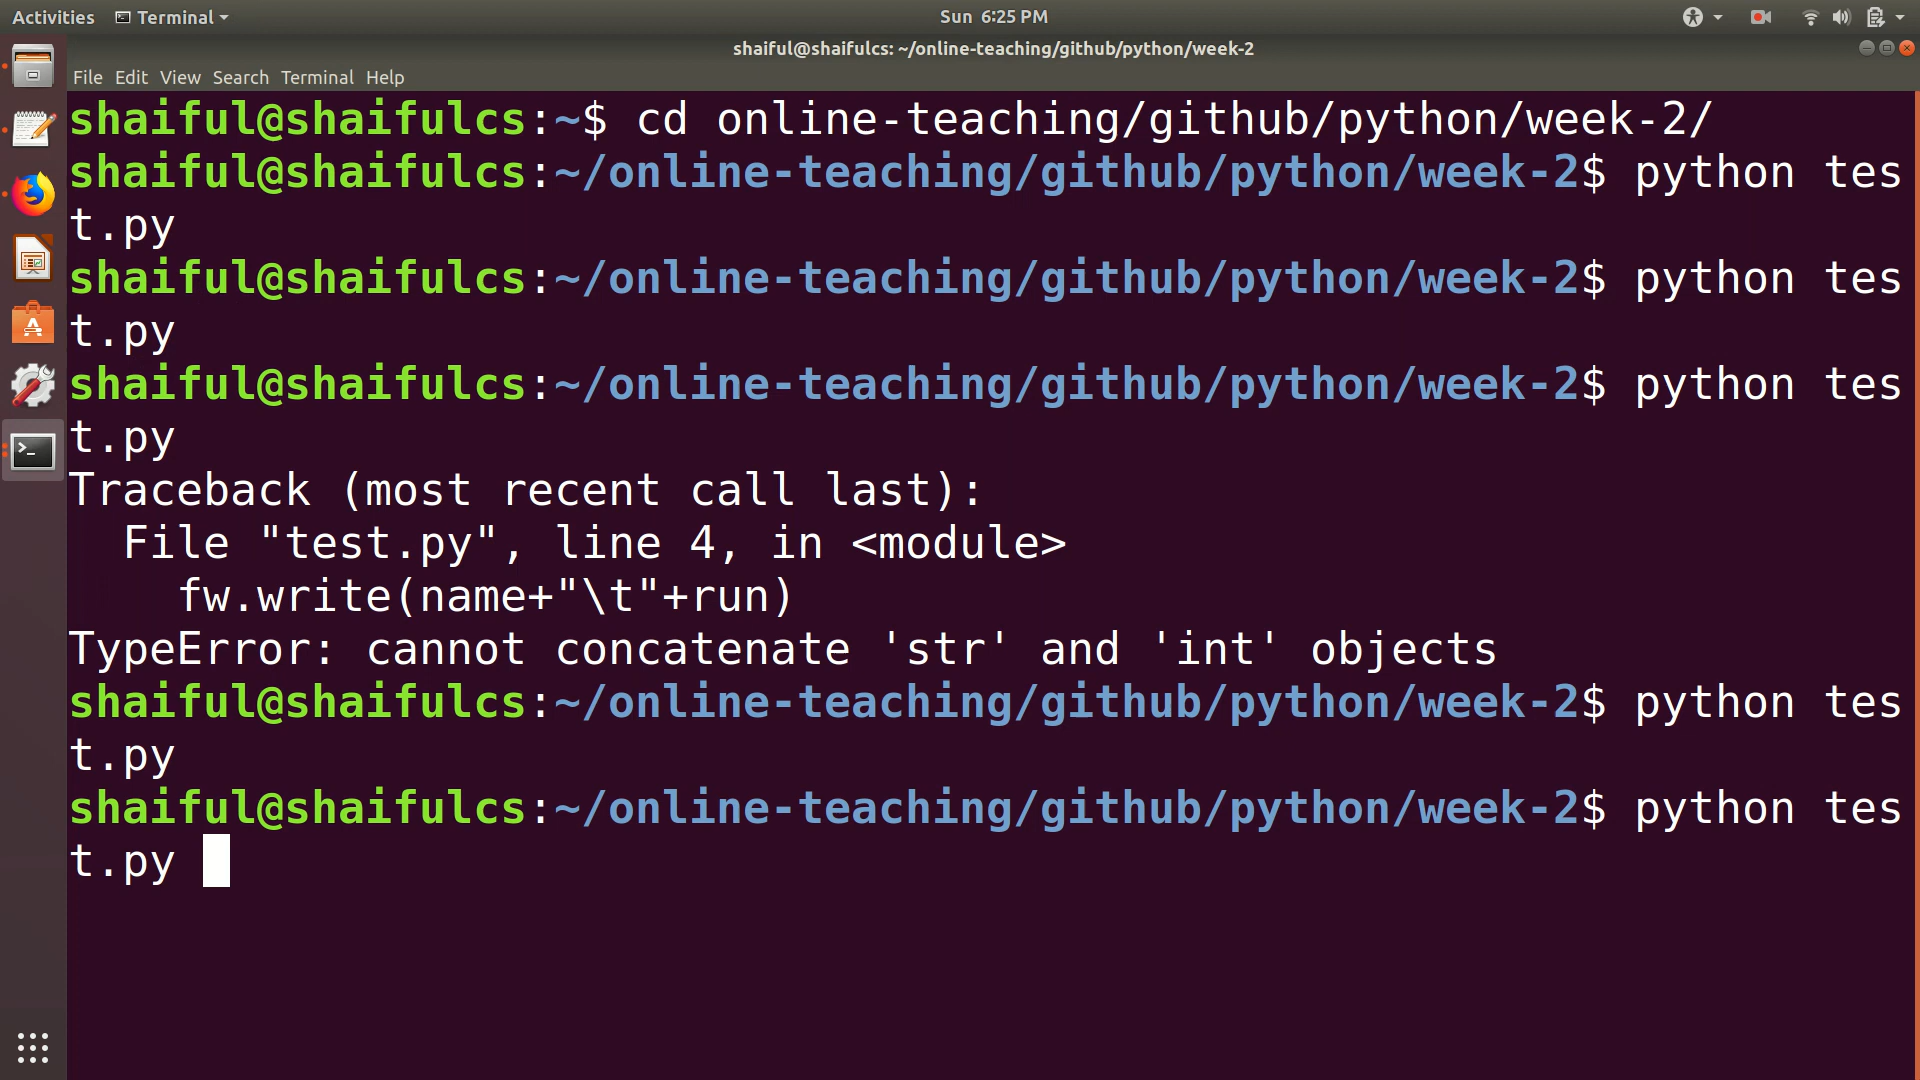 Activities Terminal Sun 6:25 PM
shaiful@shaifulcs: ~/online-teaching/github/python/week-2
File Edit View Search Terminal Help
shaiful@shaifulcs:~$ cd online-teaching/github/python/week-2/
shaiful@shaifulcs:~/online-teaching/github/python/week-2$ python tes
t.py
shaiful@shaifulcs:~/online-teaching/github/python/week-2$ python tes
t.py
shaiful@shaifulcs:~/online-teaching/github/python/week-2$ python tes
t.py
Traceback (most recent call last):
  File "test.py", line 4, in <module>
    fw.write(name+"\t"+run)
TypeError: cannot concatenate 'str' and 'int' objects
shaiful@shaifulcs:~/online-teaching/github/python/week-2$ python tes
t.py
shaiful@shaifulcs:~/online-teaching/github/python/week-2$ python tes
t.py